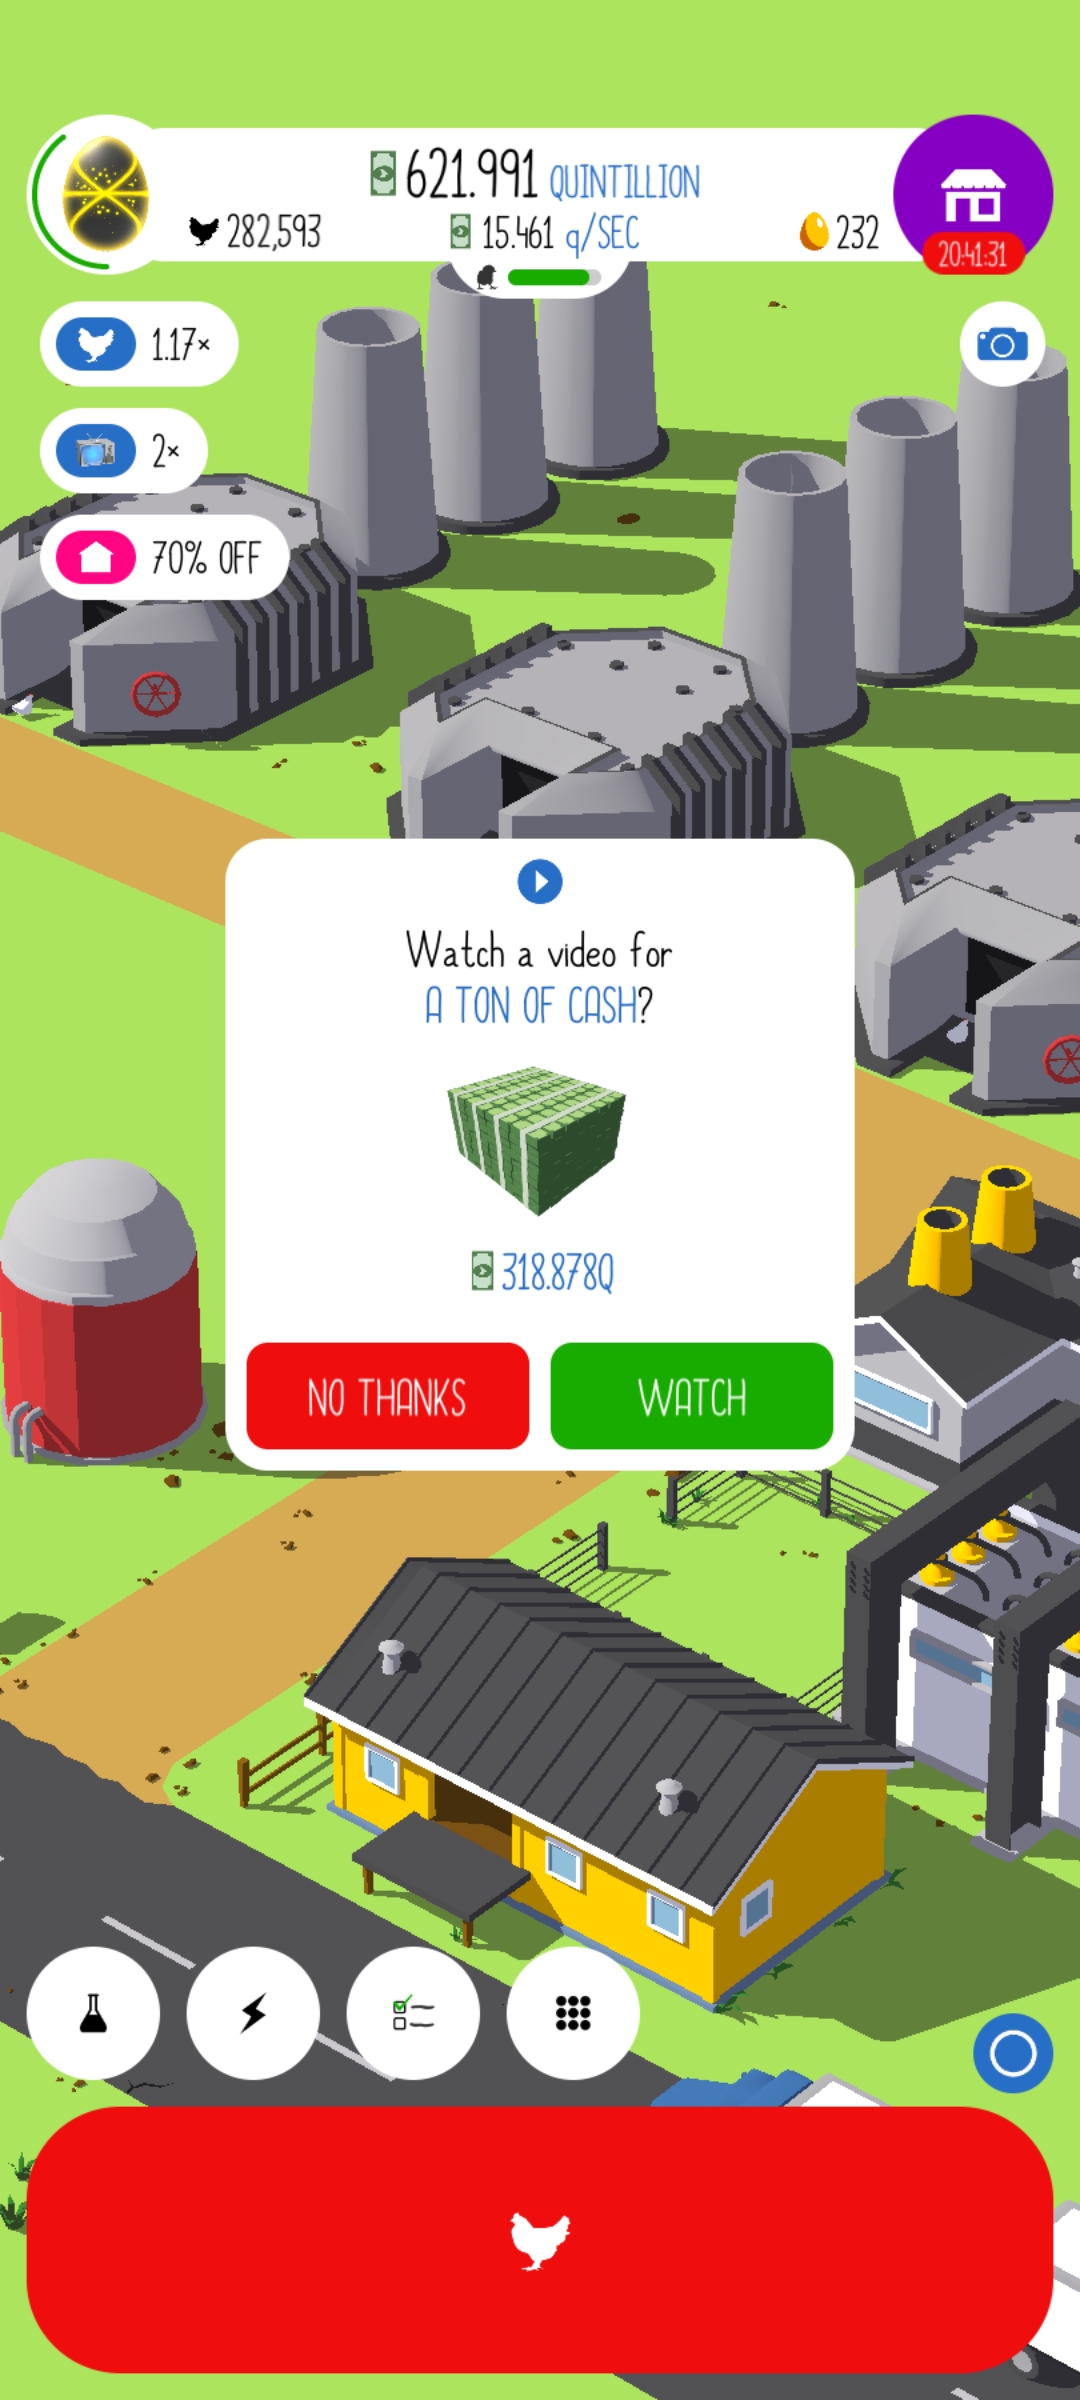 621.991 QUINTILLION
282,593
15.461 q/SEC
232
20:41:31
1.17×
2×
70% OFF
Watch a video for
A TON OF CASH?
318.878Q
NO THANKS
WATCH